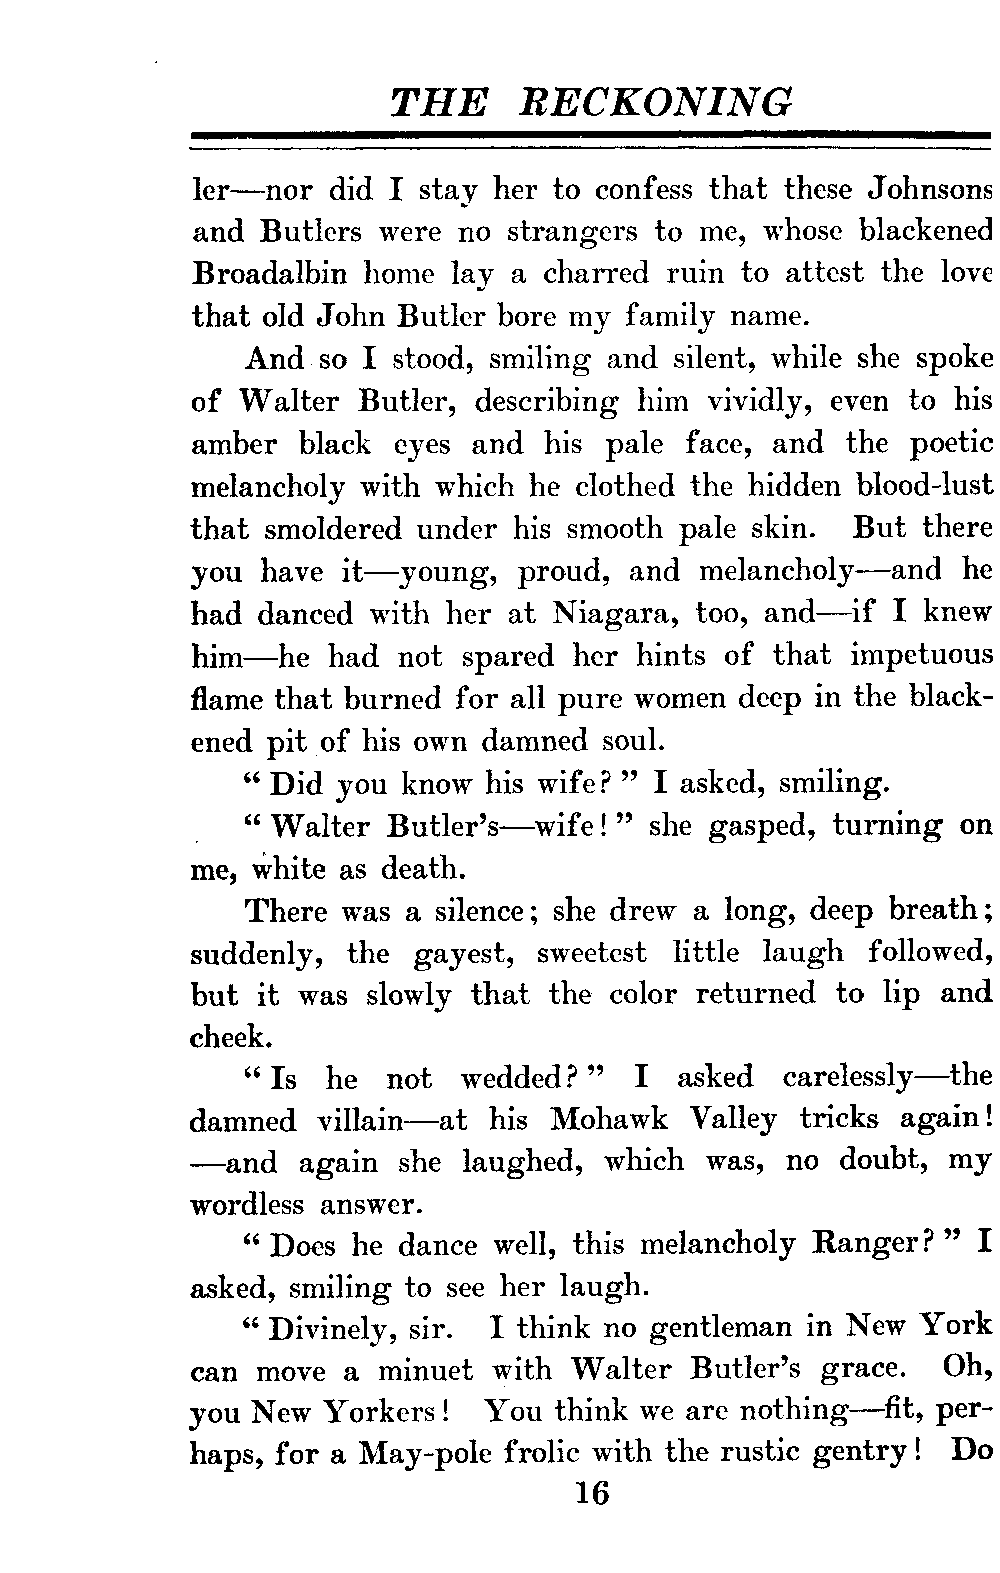 THE RECKONING
ler—nor did I stay her to confess that these Johnsons
and Butlers were no strangers to me, whose blackened
Broadalbin home lay a charred ruin to attest the love
that old John Butler bore my family name.
And so I stood, smiling and silent, while she spoke
of Walter Butler, describing him vividly, even to his
amber black eyes and his pale face, and the poetic
melancholy with which he clothed the hidden blood-lust
that smoldered under his smooth pale skin. But there
you have it—young, proud, and melancholy—and he
had danced with her at Niagara, too, and—if I knew
him—he had not spared her hints of that impetuous
flame that burned for all pure women deep in the black-
ened pit of his own damned soul.
“ Did you know his wife? ” I asked, smiling.
“ Walter Butler’s—wife! ” she gasped, turning on
me, white as death.
There was a silence; she drew a long, deep breath;
suddenly, the gayest, sweetest little laugh followed,
but it was slowly that the color returned to lip and
cheek.
“ Is he not wedded? ” I asked carelessly—the
damned villain—at his Mohawk Valley tricks again!
—and again she laughed, which was, no doubt, my
wordless answer.
“ Does he dance well, this melancholy Ranger? ” I
asked, smiling to see her laugh.
“ Divinely, sir. I think no gentleman in New York
can move a minuet with Walter Butler’s grace. Oh,
you New Yorkers! You think we are nothing—fit, per-
haps, for a May-pole frolic with the rustic gentry! Do
16